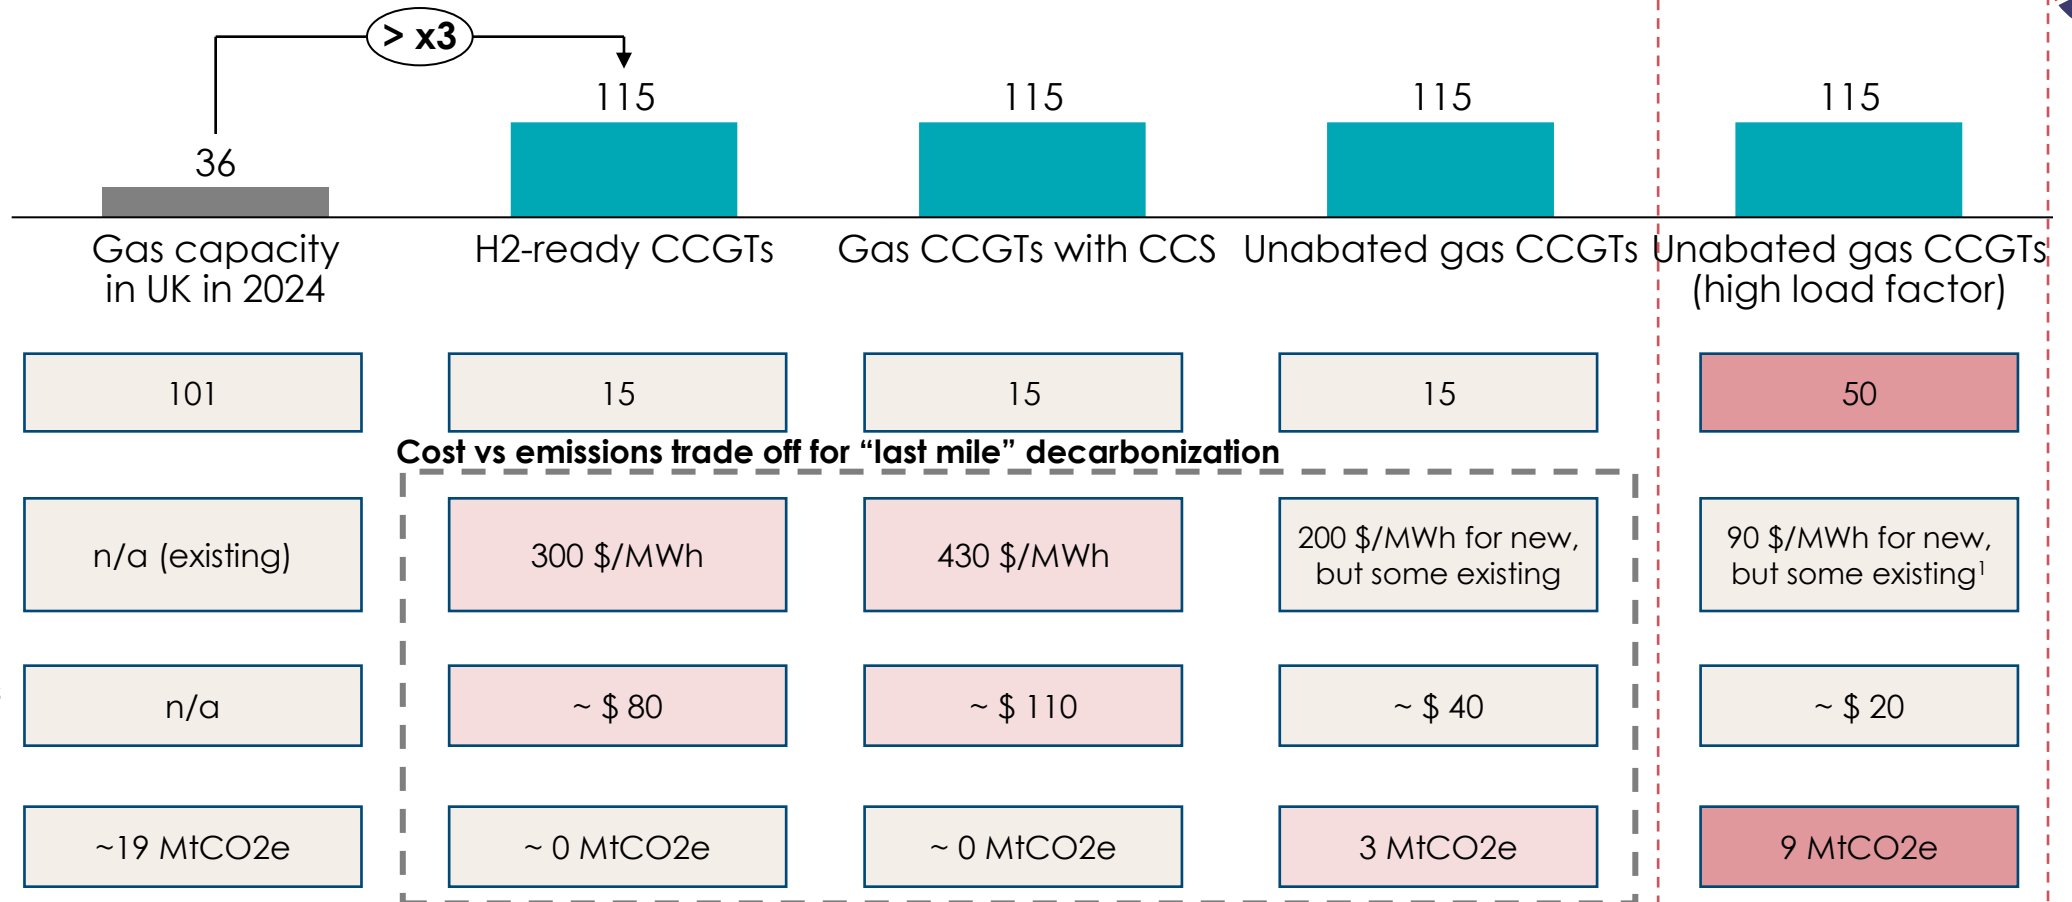 > x3
36
115
115
115
115
Gas capacity
in UK in 2024
H2-ready CCGTs
Gas CCGTs with CCS
Unabated gas CCGTs
Unabated gas CCGTs
(high load factor)
101
15
15
15
50
Cost vs emissions trade off for “last mile” decarbonization
n/a (existing)
300 $/MWh
430 $/MWh
200 $/MWh for new,
but some existing
90 $/MWh for new,
but some existing¹
n/a
~ $ 80
~ $ 110
~ $ 40
~ $ 20
~19 MtCO2e
~ 0 MtCO2e
~ 0 MtCO2e
3 MtCO2e
9 MtCO2e